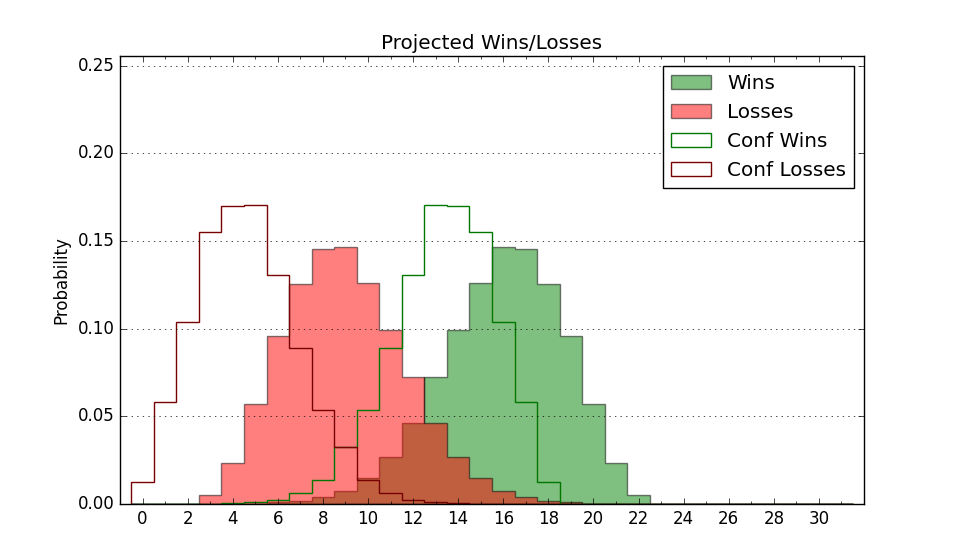 Projected Wins/Losses
0.25
0.20
0.15
0.10
0.05
0.00
Probability
Wins
Losses
Conf Wins
Conf Losses
0 2 4 6 8 10 12 14 16 18 20 22 24 26 28 30